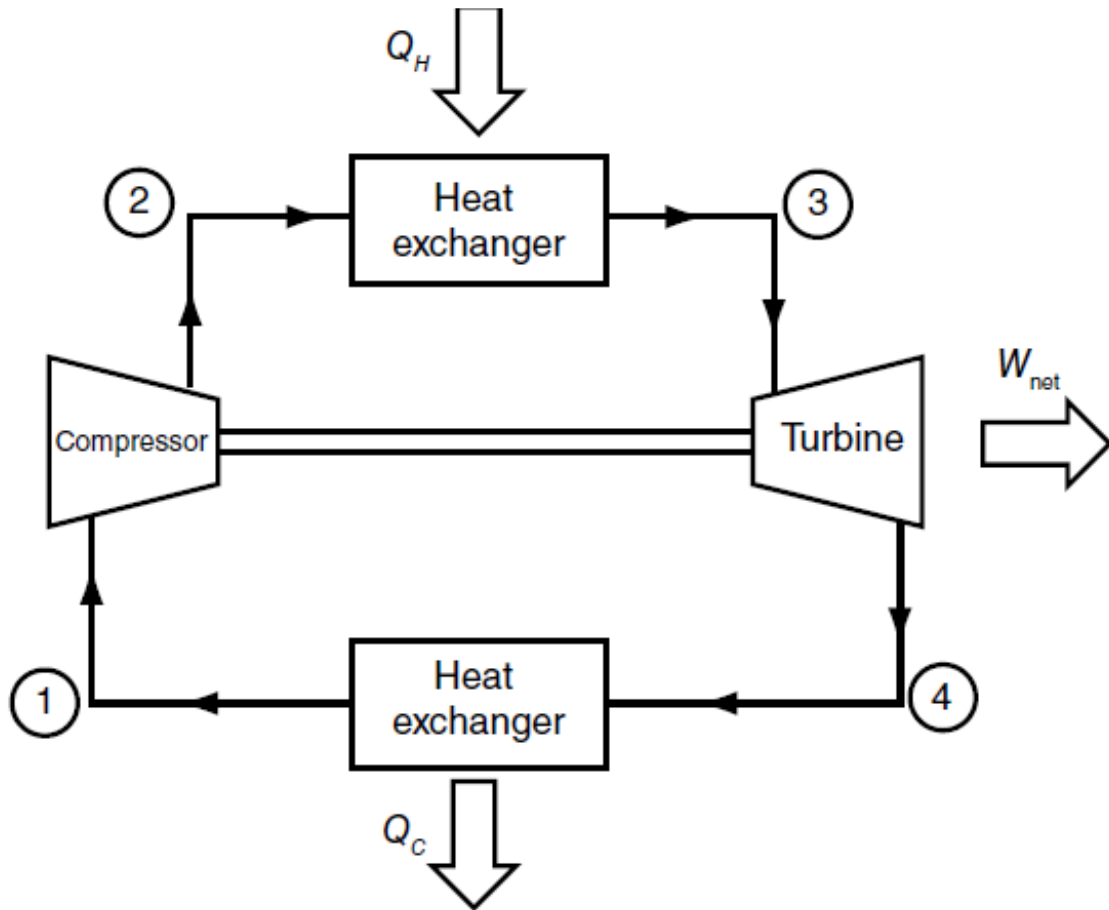 Q_H
2
Heat
exchanger
3
Compressor
Turbine
W_net
1
Heat
exchanger
4
Q_C